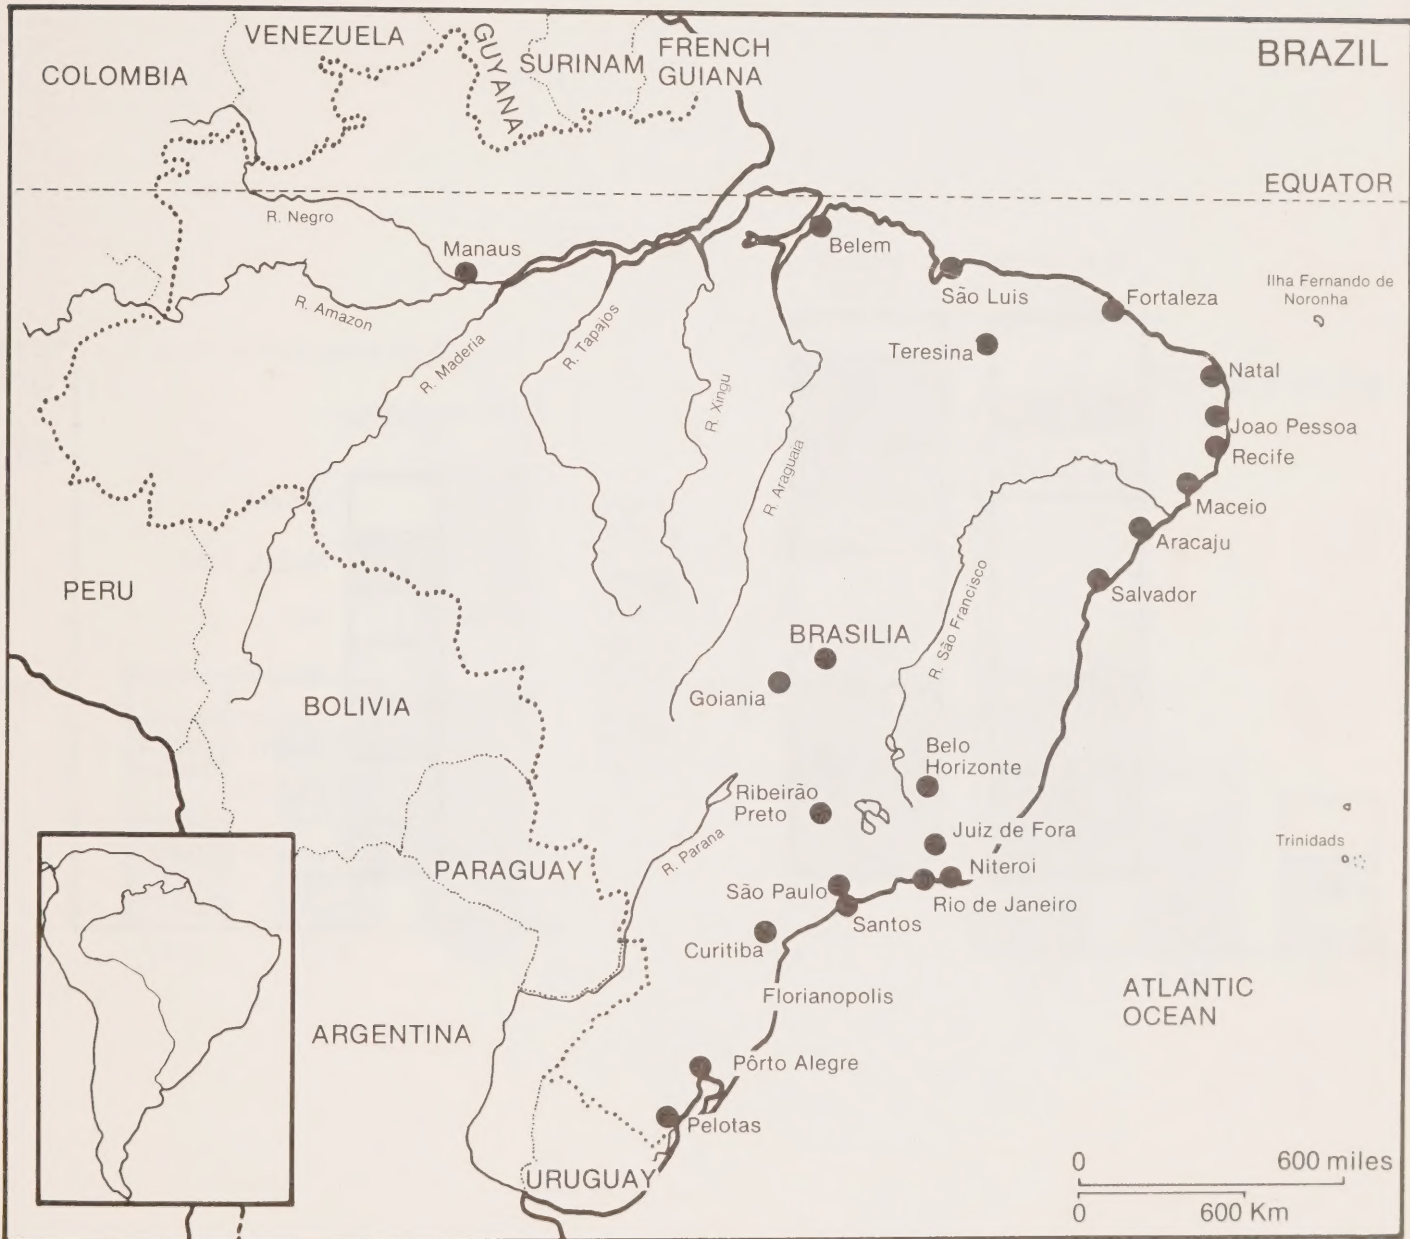 BRAZIL
VENEZUELA
GUYANA
SURINAM
FRENCH
GUIANA
COLOMBIA
EQUATOR
R. Negro
Manaus
Belem
São Luis
Fortaleza
Ilha Fernando de
Noronha
R. Amazon
R. Maderia
R. Tapajos
R. Xingu
R. Araguaia
Teresina
Natal
Joao Pessoa
Recife
Maceio
Aracaju
Salvador
PERU
R. São Francisco
BRASILIA
Goiania
BOLIVIA
Belo
Horizonte
Ribeirão
Preto
Juiz de Fora
Trinidads
R. Parana
PARAGUAY
Niteroi
São Paulo
Rio de Janeiro
Santos
Curitiba
Florianopolis
ATLANTIC
OCEAN
ARGENTINA
Pôrto Alegre
Pelotas
URUGUAY
0 600 miles
0 600 Km